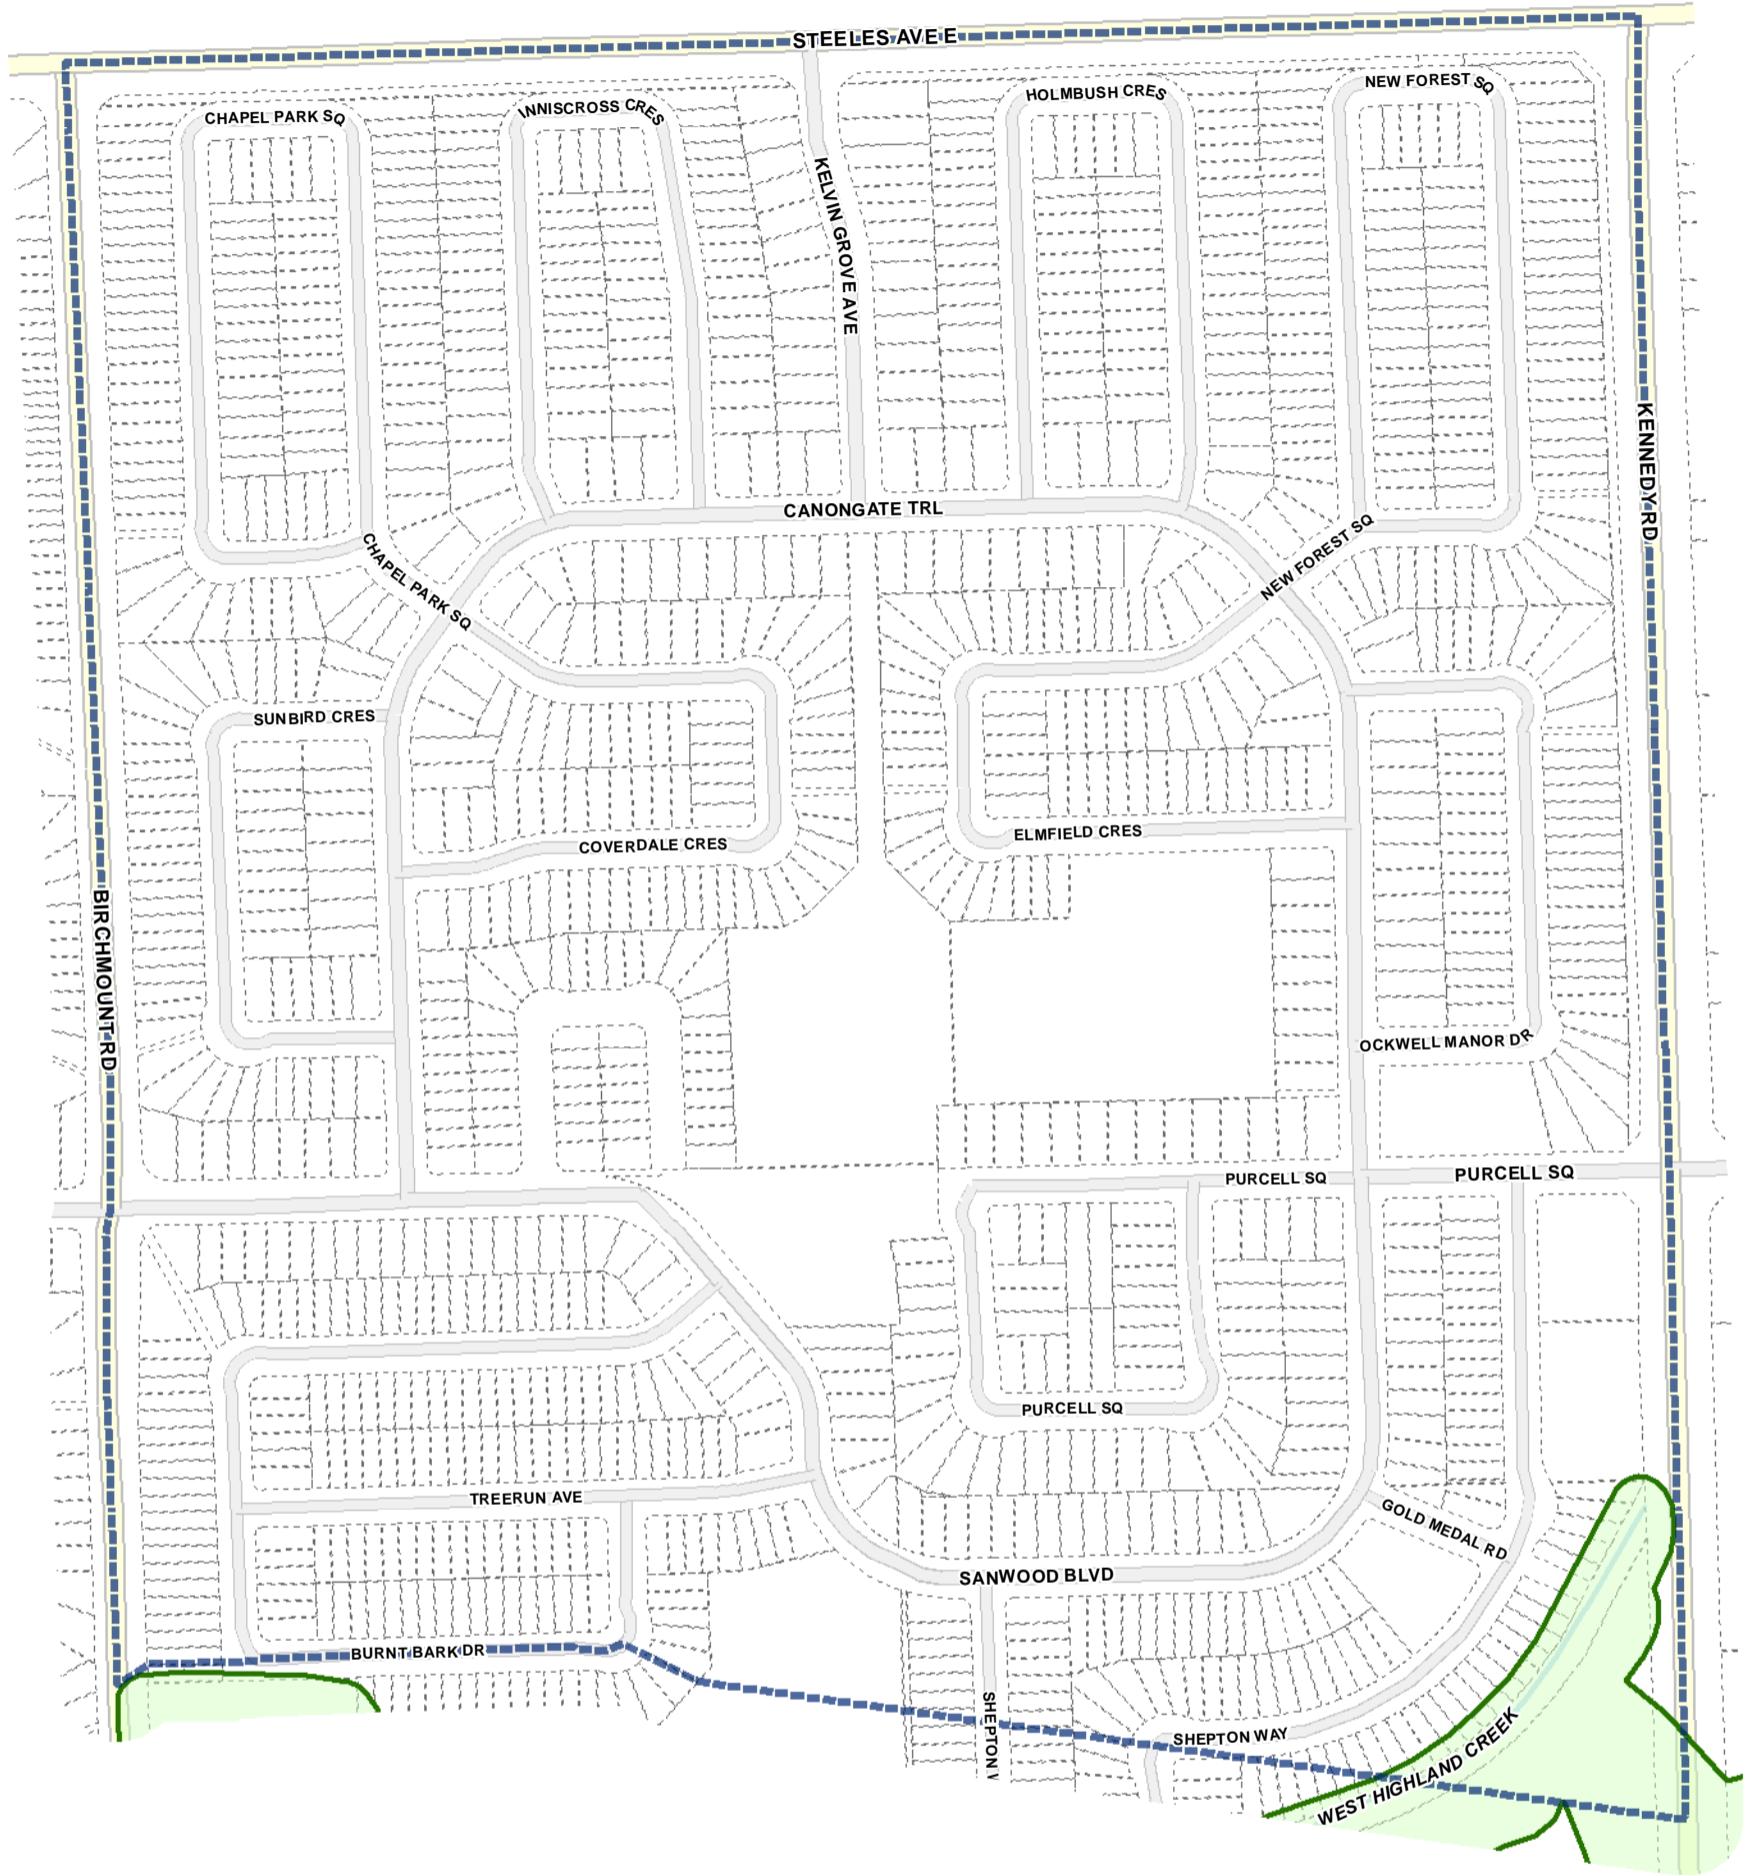 STEELES AVE E
CHAPEL PARK SQ
INNISCROSS CRES
HOLMBUSH CRES
NEW FOREST SQ
KELVIN GROVE AVE
KENNEDY RD
CANONGATE TRL
CHAPEL PARK SQ
NEW FOREST SQ
SUNBIRD CRES
COVERDALE CRES
ELMFIELD CRES
BIRCHMOUNT RD
OCKWELL MANOR DR
PURCELL SQ
PURCELL SQ
PURCELL SQ
TREERUN AVE
GOLD MEDAL RD
SANWOOD BLVD
BURNT BARK DR
SHEPTON
SHEPTON WAY
WEST HIGHLAND CREEK